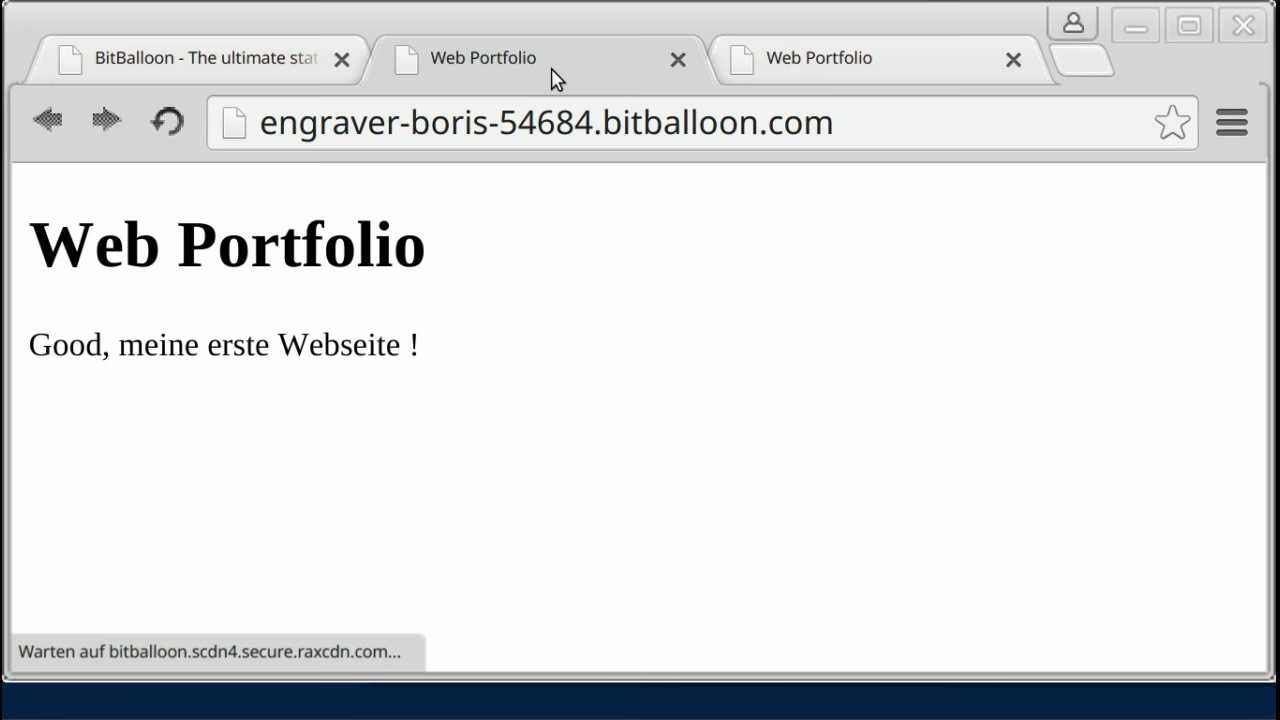 BitBalloon - The ultimate stat
Web Portfolio
Web Portfolio
engraver-boris-54684.bitballoon.com
Web Portfolio
Good, meine erste Webseite !
Warten auf bitballoon.scdn4.secure.raxcdn.com...